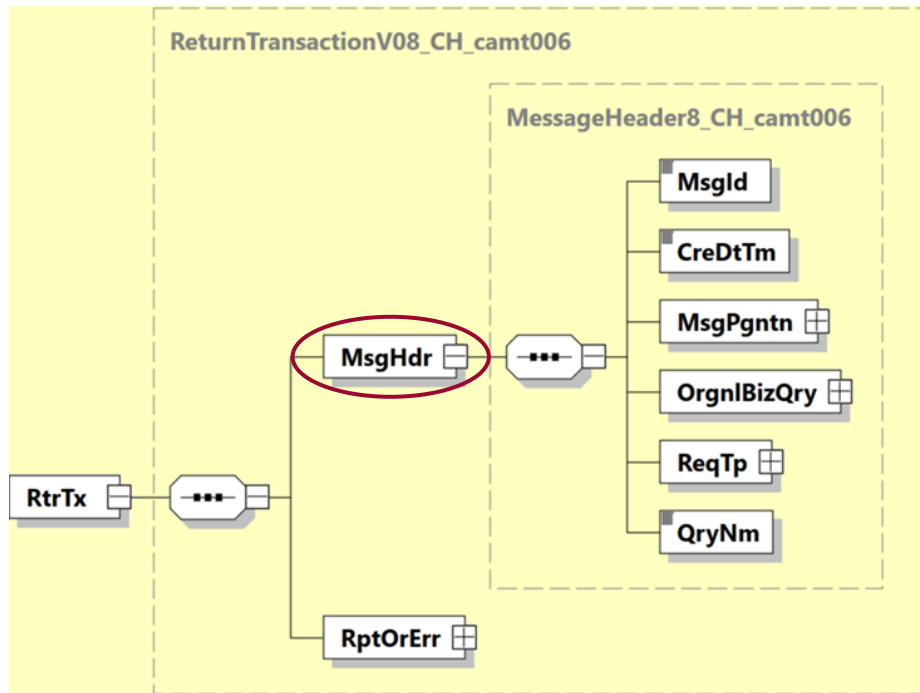 ReturnTransactionV08_CH_camt006
MessageHeader8_CH_camt006
MsgId
CreDtTm
MsgPgntn
MsgHdr
OrgnlBizQry
ReqTp
RtrTx
QryNm
RptOrErr